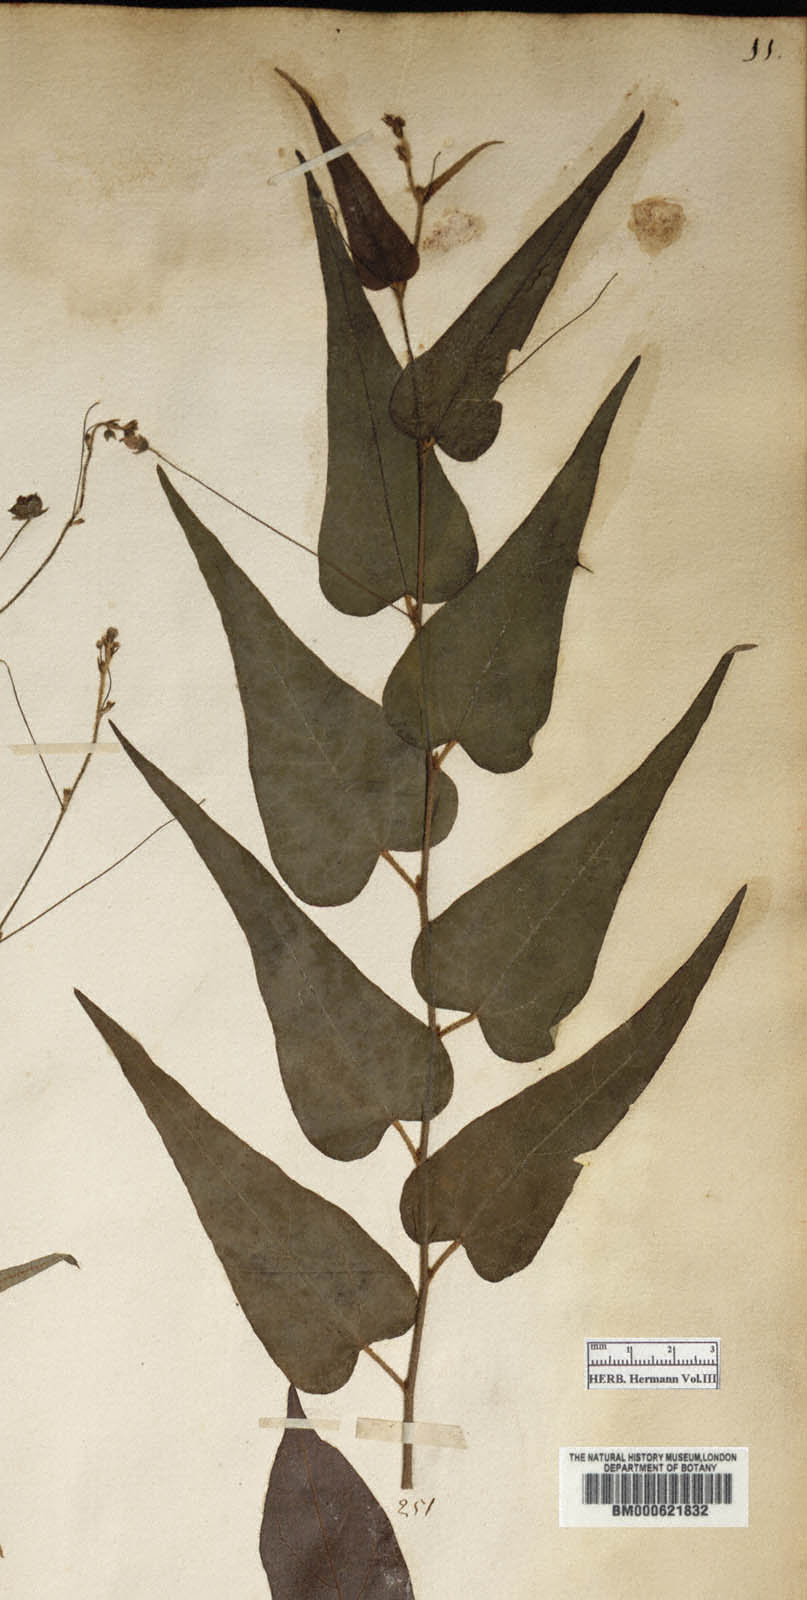 11.
mm 1 2 3
HERB. Hermann Vol.III
THE NATURAL HISTORY MUSEUM,LONDON
DEPARTMENT OF BOTANY
BM000621832
251